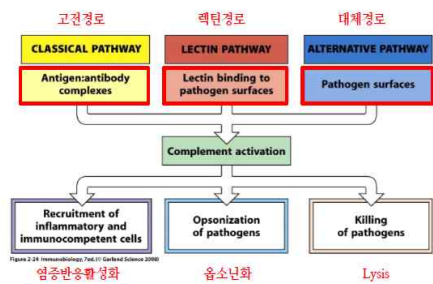 고전경로
렉틴경로
대체경로
CLASSICAL PATHWAY
LECTIN PATHWAY
ALTERNATIVE PATHWAY
Antigen:antibody
complexes
Lectin binding to
pathogen surfaces
Pathogen surfaces
Complement activation
Recruitment of
inflammatory and
immunocompetent cells
Opsonization
of pathogens
Killing
of pathogens
Figure 2-24 Immunobiology, 7ed. (© Garland Science 2008)
염증반응활성화
옵소닌화
Lysis